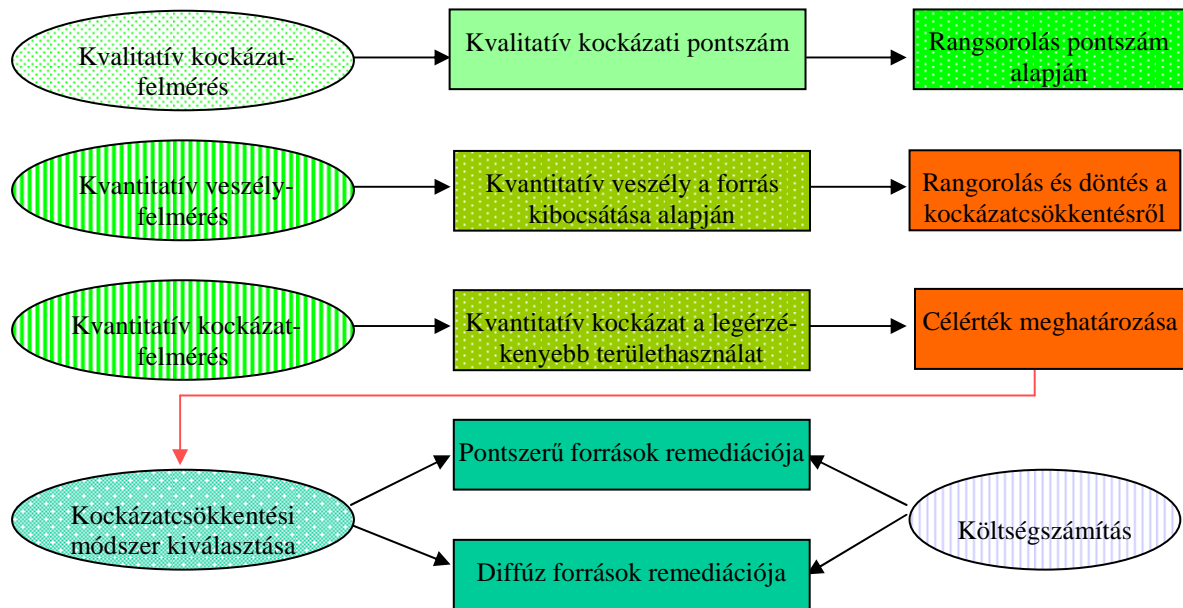 Kvalitatív kockázat-
felmérés
Kvalitatív kockázati pontszám
Rangsorolás pontszám
alapján
Kvantitatív veszély-
felmérés
Kvantitatív veszély a forrás
kibocsátása alapján
Rangorolás és döntés a
kockázatcsökkentésről
Kvantitatív kockázat-
felmérés
Kvantitatív kockázat a legérzé-
kenyebb területhasználat
Célérték meghatározása
Kockázatcsökkentési
módszer kiválasztása
Pontszerű források remediációja
Diffúz források remediációja
Költségszámítás